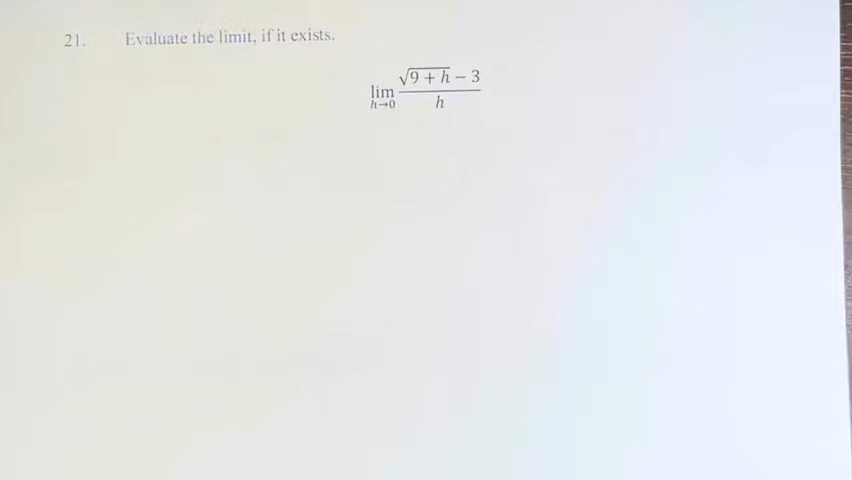 21. Evaluate the limit, if it exists.
lim h→0 √9 + h − 3 / h